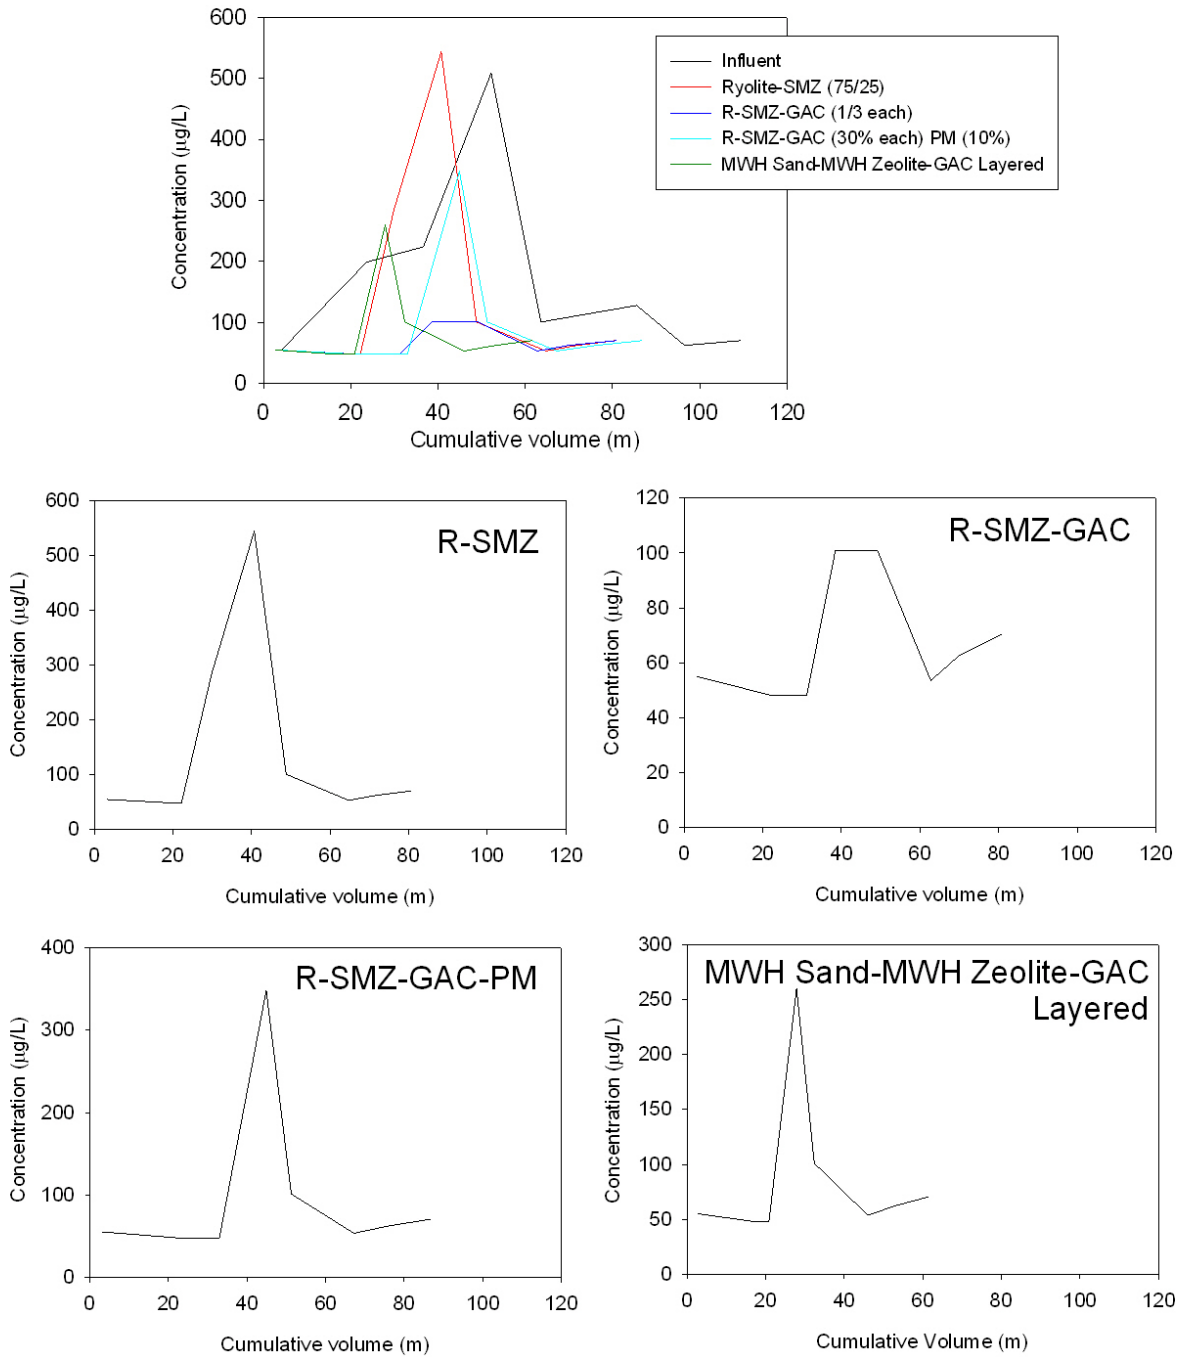 600
500
400
300
200
100
0
Concentration (µg/L)
0 20 40 60 80 100 120
Cumulative volume (m)
Influent
Ryolite-SMZ (75/25)
R-SMZ-GAC (1/3 each)
R-SMZ-GAC (30% each) PM (10%)
MWH Sand-MWH Zeolite-GAC Layered
R-SMZ
600
500
400
300
200
100
0
Concentration (µg/L)
0 20 40 60 80 100 120
Cumulative volume (m)
R-SMZ-GAC
120
100
80
60
40
20
0
Concentration (µg/L)
0 20 40 60 80 100 120
Cumulative volume (m)
R-SMZ-GAC-PM
400
300
200
100
0
Concentration (µg/L)
0 20 40 60 80 100 120
Cumulative volume (m)
MWH Sand-MWH Zeolite-GAC
Layered
300
250
200
150
100
50
0
Concentration (µg/L)
0 20 40 60 80 100 120
Cumulative Volume (m)